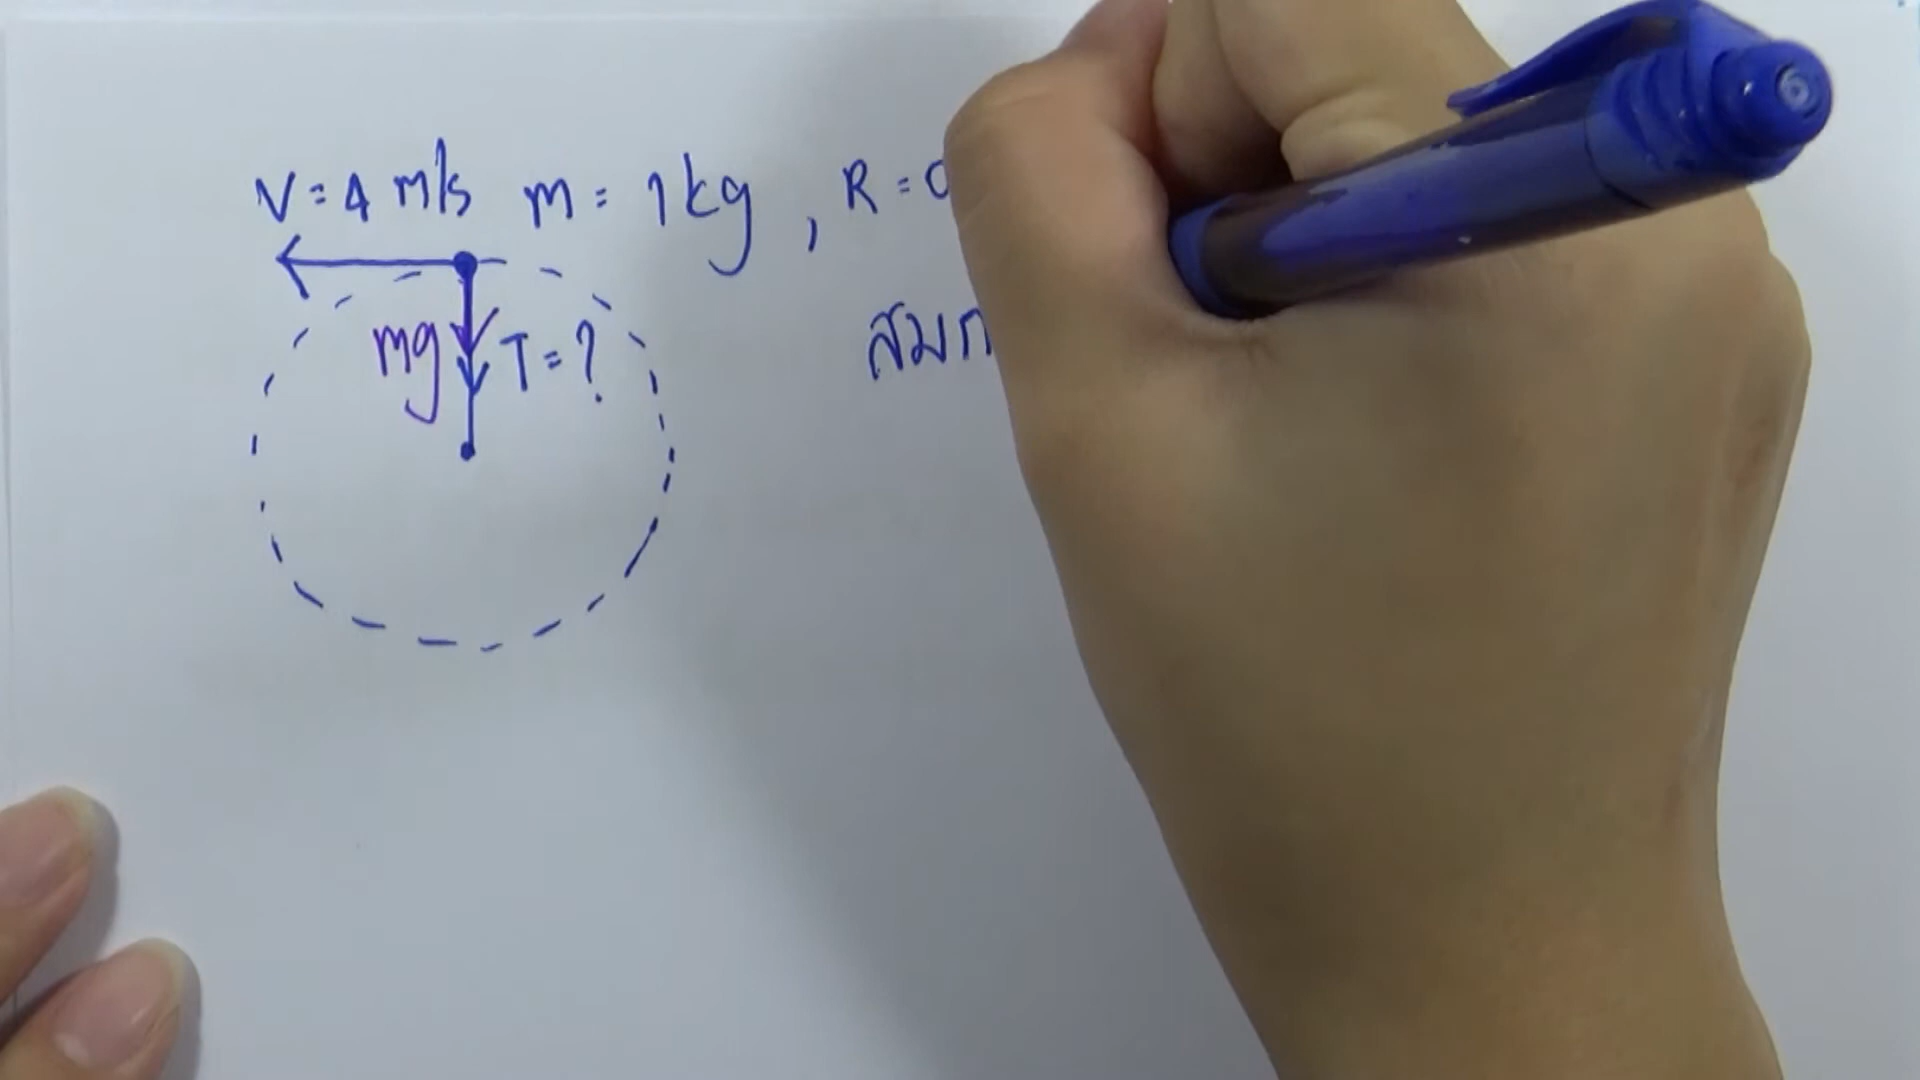 V = 4 m/s m = 1 kg , R = 0
mg T = ?
สมก